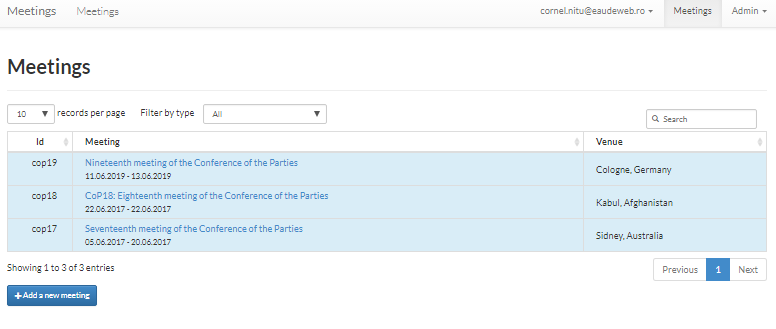 Meetings Meetings cornel.nitu@eaudeweb.ro Meetings Admin
Meetings
10 records per page Filter by type All
Search
Id Meeting Venue
cop19 Nineteenth meeting of the Conference of the Parties
11.06.2019 - 13.06.2019
Cologne, Germany
cop18 CoP18: Eighteenth meeting of the Conference of the Parties
22.06.2017 - 22.06.2017
Kabul, Afghanistan
cop17 Seventeenth meeting of the Conference of the Parties
05.06.2017 - 20.06.2017
Sidney, Australia
Showing 1 to 3 of 3 entries
Previous 1 Next
+Add a new meeting